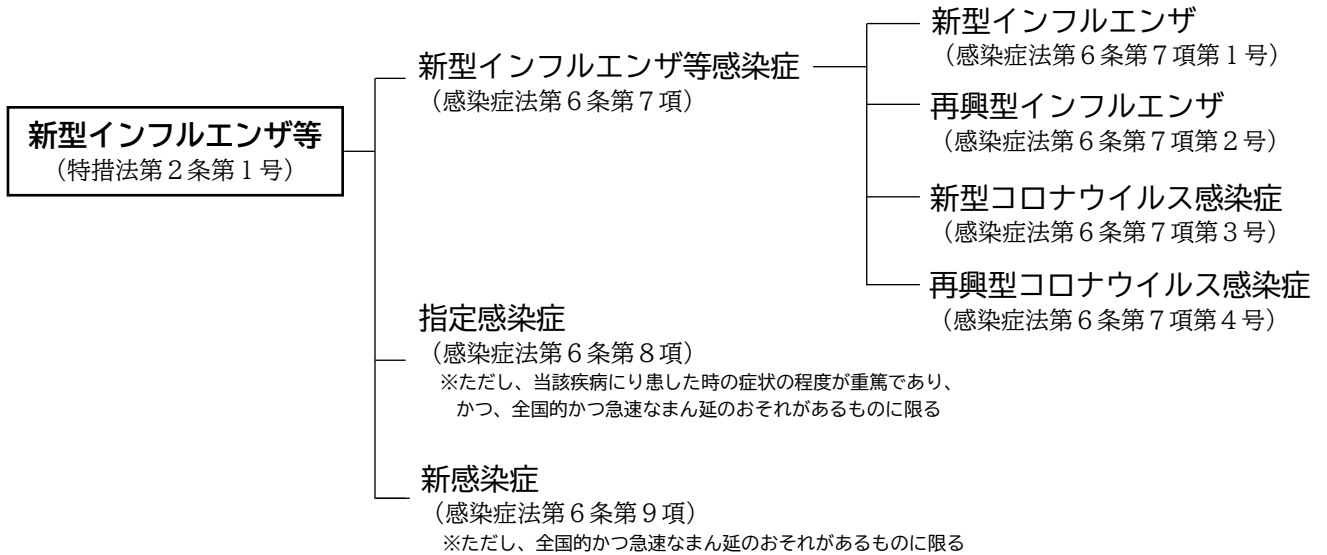 新型インフルエンザ等
（特措法第２条第１号）
新型インフルエンザ等感染症
（感染症法第６条第７項）
新型インフルエンザ
（感染症法第６条第７項第１号）
再興型インフルエンザ
（感染症法第６条第７項第２号）
新型コロナウイルス感染症
（感染症法第６条第７項第３号）
再興型コロナウイルス感染症
（感染症法第６条第７項第４号）
指定感染症
（感染症法第６条第８項）
※ただし、当該疾病にり患した時の症状の程度が重篤であり、
かつ、全国的かつ急速なまん延のおそれがあるものに限る
新感染症
（感染症法第６条第９項）
※ただし、全国的かつ急速なまん延のおそれがあるものに限る